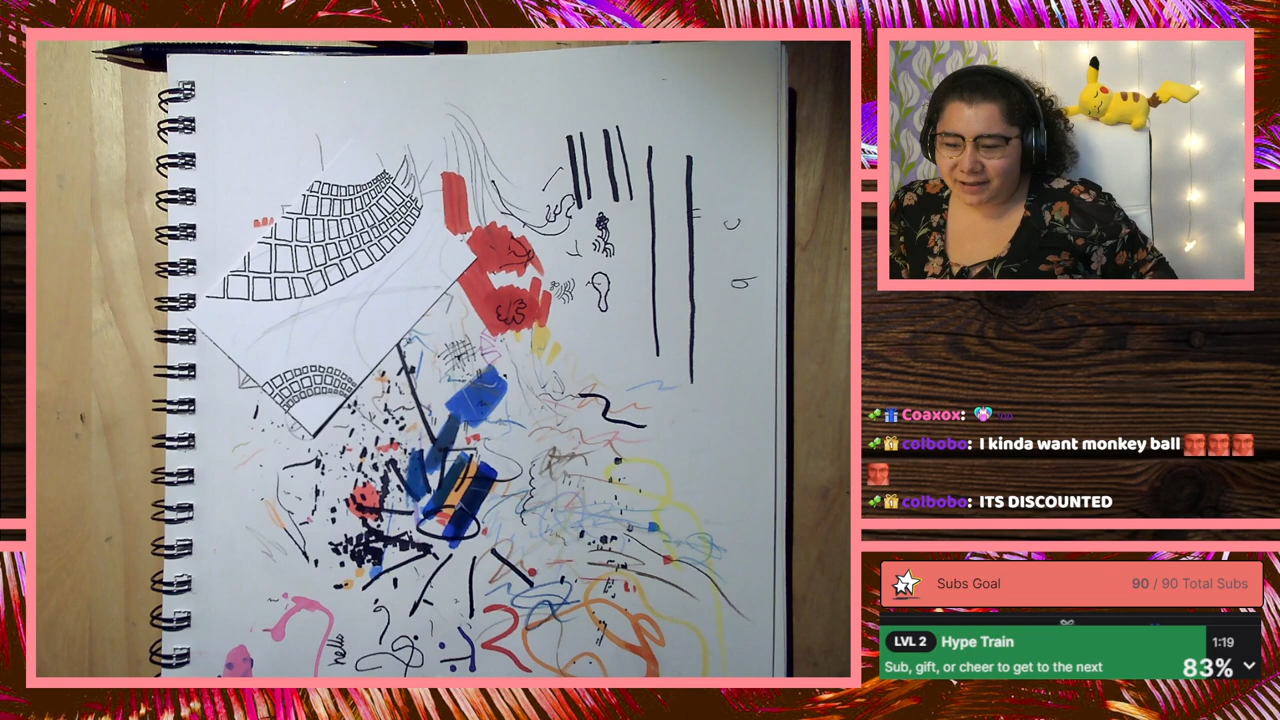 hello
Coaxox:
colbobo: I kinda want monkey ball
colbobo: ITS DISCOUNTED
Subs Goal 90 / 90 Total Subs
LVL 2 Hype Train 1:19
Sub, gift, or cheer to get to the next 83%